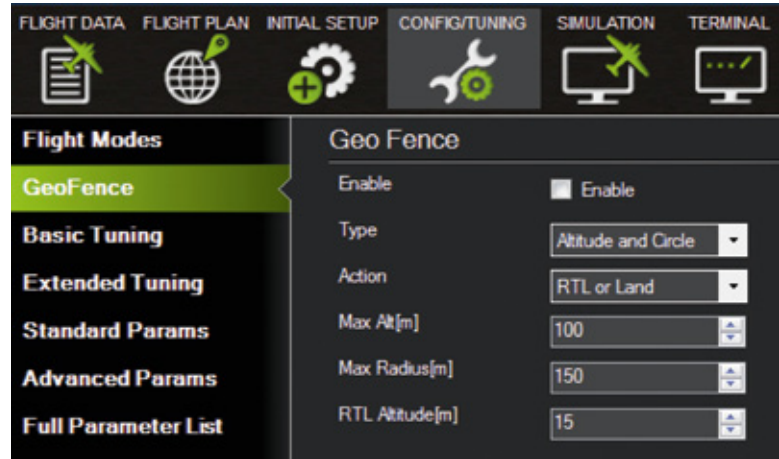 FLIGHT DATA FLIGHT PLAN INITIAL SETUP CONFIG/TUNING SIMULATION TERMINAL
Flight Modes
GeoFence
Basic Tuning
Extended Tuning
Standard Params
Advanced Params
Full Parameter List
Geo Fence
Enable Enable
Type Altitude and Circle
Action RTL or Land
Max Alt[m] 100
Max Radius[m] 150
RTL Altitude[m] 15